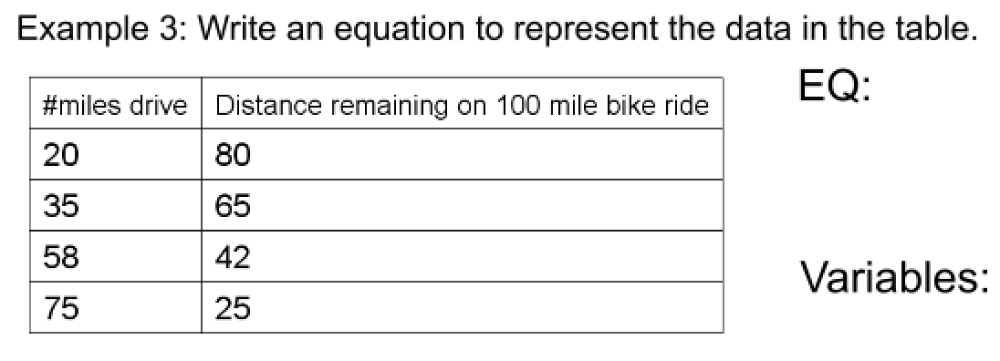 Example 3: Write an equation to represent the data in the table.
EQ:
#miles drive Distance remaining on 100 mile bike ride
20 80
35 65
58 42
75 25
Variables: